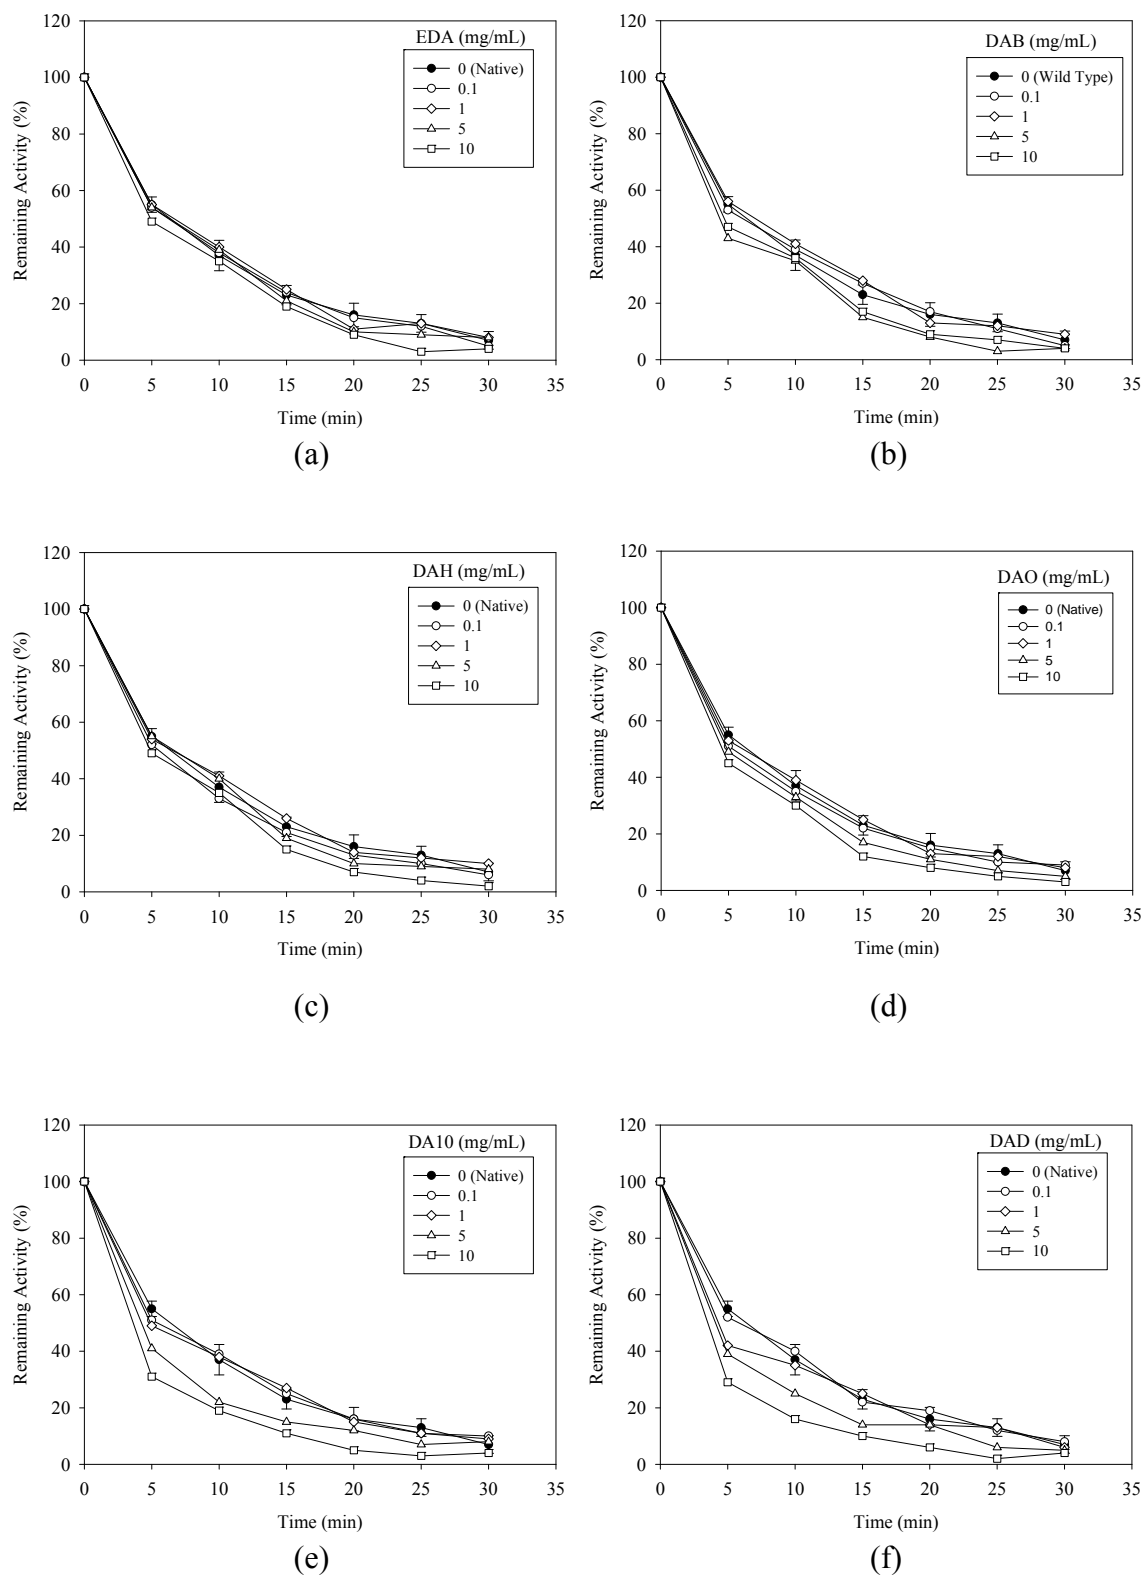 120
100
80
60
40
20
0
0 5 10 15 20 25 30 35
Remaining Activity (%)
Time (min)
EDA (mg/mL)
0 (Native)
0.1
1
5
10
(a)
120
100
80
60
40
20
0
0 5 10 15 20 25 30 35
Remaining Activity (%)
Time (min)
DAB (mg/mL)
0 (Wild Type)
0.1
1
5
10
(b)
120
100
80
60
40
20
0
0 5 10 15 20 25 30 35
Remaining Activity (%)
Time (min)
DAH (mg/mL)
0 (Native)
0.1
1
5
10
(c)
120
100
80
60
40
20
0
0 5 10 15 20 25 30 35
Remaining Activity (%)
Time (min)
DAO (mg/mL)
0 (Native)
0.1
1
5
10
(d)
120
100
80
60
40
20
0
0 5 10 15 20 25 30 35
Remaining Activity (%)
Time (min)
DA10 (mg/mL)
0 (Native)
0.1
1
5
10
(e)
120
100
80
60
40
20
0
0 5 10 15 20 25 30 35
Remaining Activity (%)
Time (min)
DAD (mg/mL)
0 (Native)
0.1
1
5
10
(f)